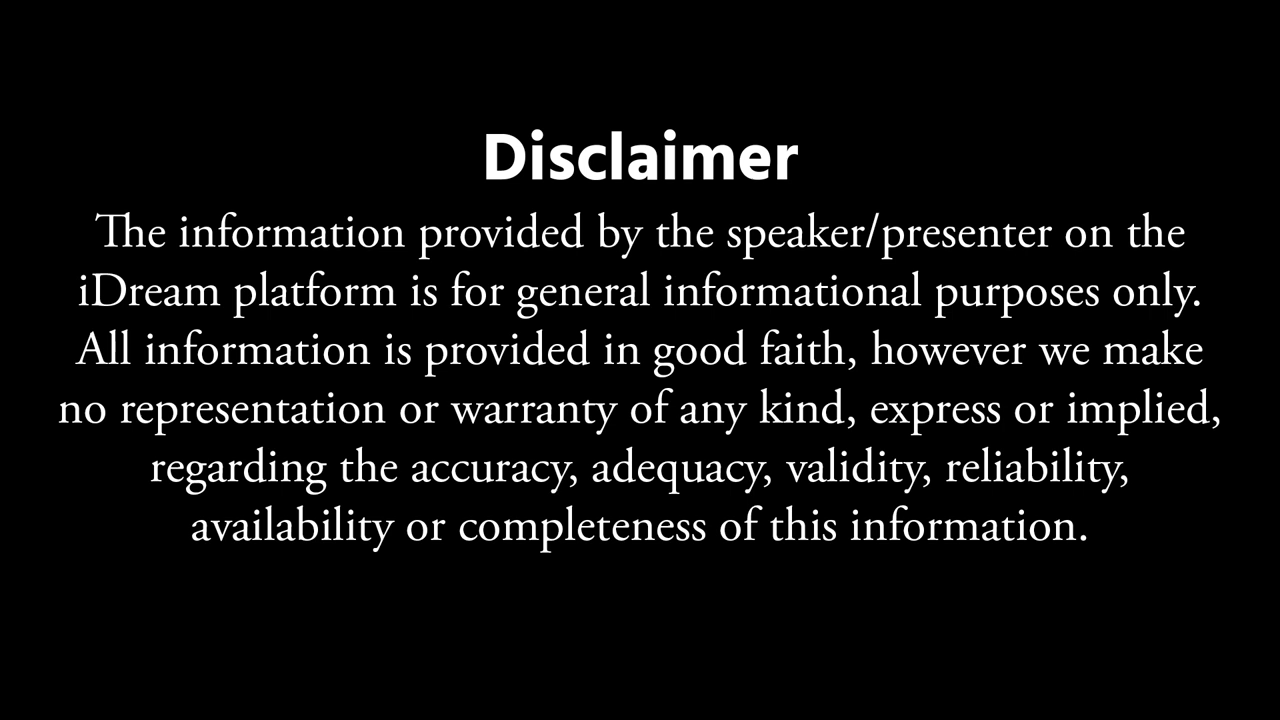 Disclaimer
The information provided by the speaker/presenter on the
iDream platform is for general informational purposes only.
All information is provided in good faith, however we make
no representation or warranty of any kind, express or implied,
regarding the accuracy, adequacy, validity, reliability,
availability or completeness of this information.